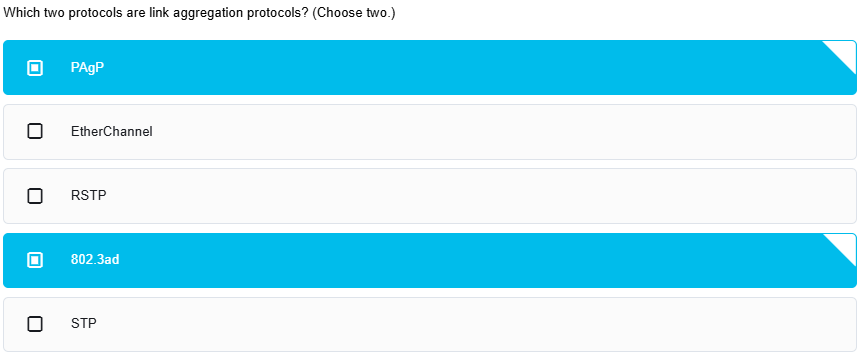 Which two protocols are link aggregation protocols? (Choose two.)
PAgP
EtherChannel
RSTP
802.3ad
STP